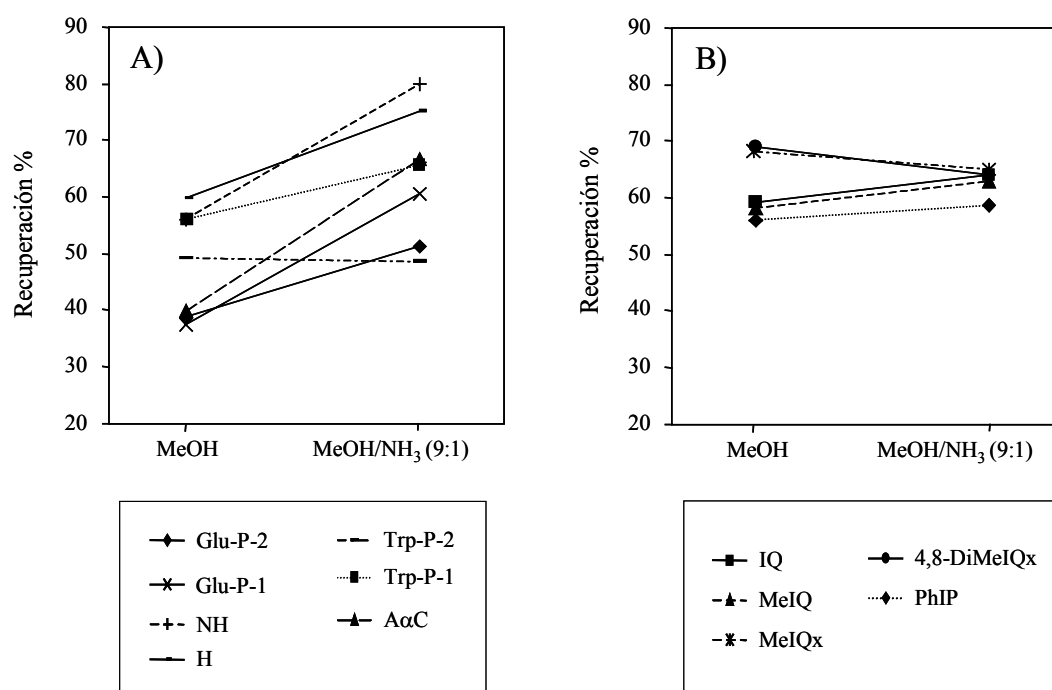 A)
Recuperación %
90
80
70
60
50
40
30
20
MeOH MeOH/NH₃ (9:1)
Glu-P-2
Glu-P-1
NH
H
Trp-P-2
Trp-P-1
AαC
B)
Recuperación %
90
80
70
60
50
40
30
20
MeOH MeOH/NH₃ (9:1)
IQ
MeIQ
MeIQx
4,8-DiMeIQx
PhIP